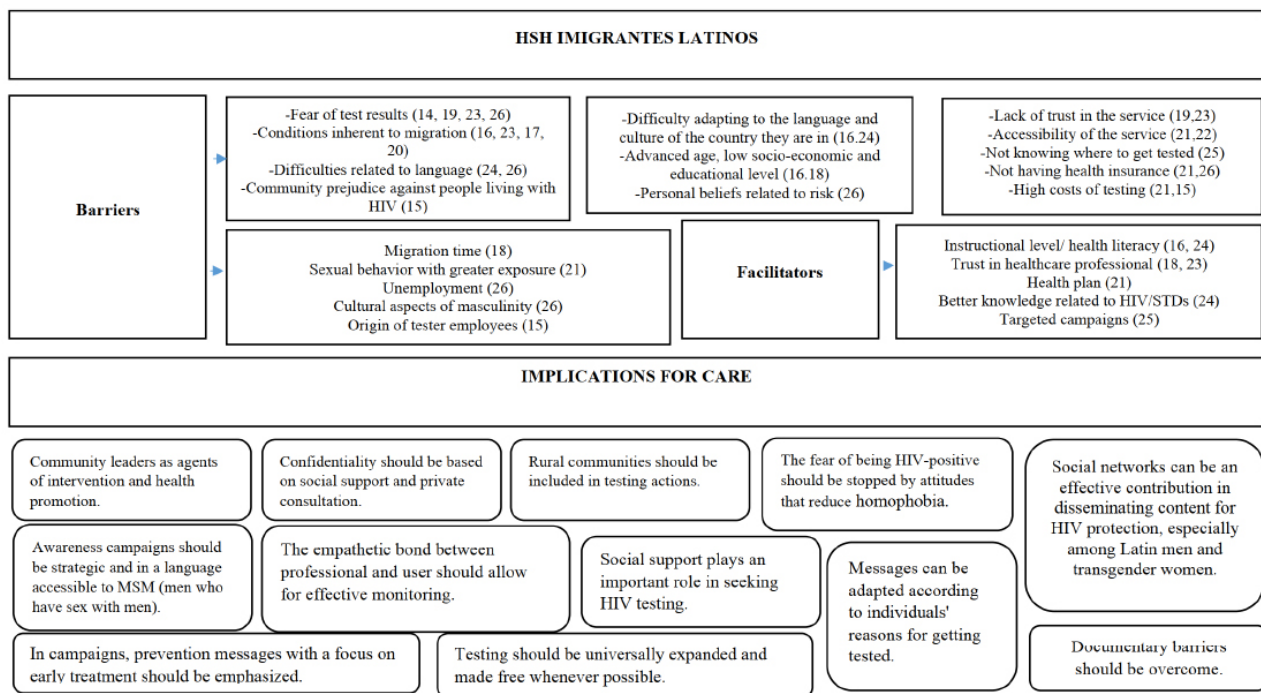 HSH IMIGRANTES LATINOS
Barriers
-Fear of test results (14, 19, 23, 26)
-Conditions inherent to migration (16, 23, 17,
20)
-Difficulties related to language (24, 26)
-Community prejudice against people living with
HIV (15)
-Difficulty adapting to the language and
culture of the country they are in (16.24)
-Advanced age, low socio-economic and
educational level (16.18)
-Personal beliefs related to risk (26)
-Lack of trust in the service (19,23)
-Accessibility of the service (21,22)
-Not knowing where to get tested (25)
-Not having health insurance (21,26)
-High costs of testing (21,15)
Migration time (18)
Sexual behavior with greater exposure (21)
Unemployment (26)
Cultural aspects of masculinity (26)
Origin of tester employees (15)
Facilitators
Instructional level/ health literacy (16, 24)
Trust in healthcare professional (18, 23)
Health plan (21)
Better knowledge related to HIV/STDs (24)
Targeted campaigns (25)
IMPLICATIONS FOR CARE
Community leaders as agents
of intervention and health
promotion.
Confidentiality should be based
on social support and private
consultation.
Rural communities should be
included in testing actions.
The fear of being HIV-positive
should be stopped by attitudes
that reduce homophobia.
Social networks can be an
effective contribution in
disseminating content for
HIV protection, especially
among Latin men and
transgender women.
Awareness campaigns should
be strategic and in a language
accessible to MSM (men who
have sex with men).
The empathetic bond between
professional and user should allow
for effective monitoring.
Social support plays an
important role in seeking
HIV testing.
Messages can be
adapted according
to individuals'
reasons for getting
tested.
In campaigns, prevention messages with a focus on
early treatment should be emphasized.
Testing should be universally expanded and
made free whenever possible.
Documentary barriers
should be overcome.